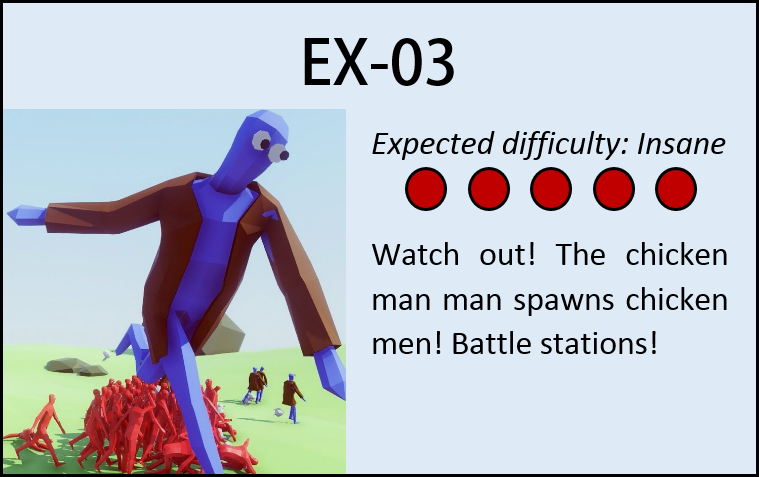 EX-03
Expected difficulty: Insane
Watch out! The chicken
man man spawns chicken
men! Battle stations!